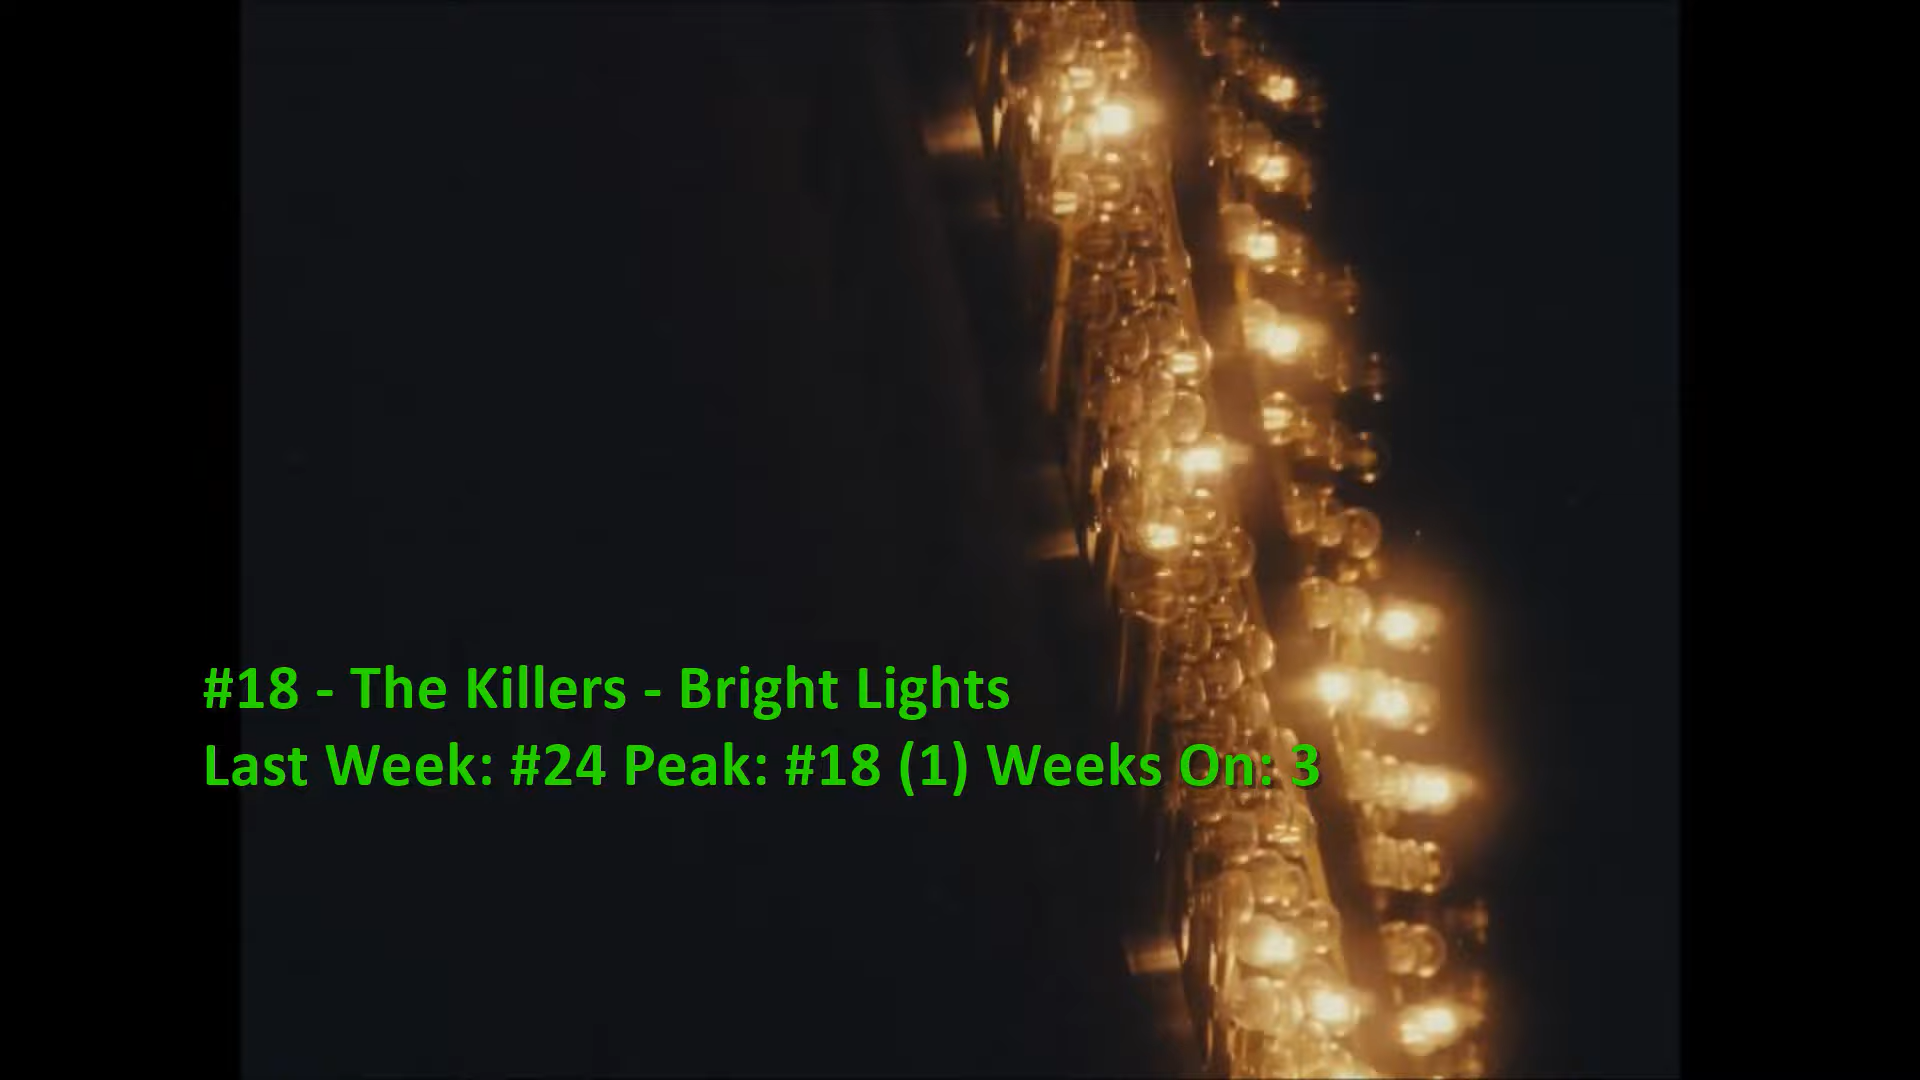 #18 - The Killers - Bright Lights
Last Week: #24 Peak: #18 (1) Weeks On: 3